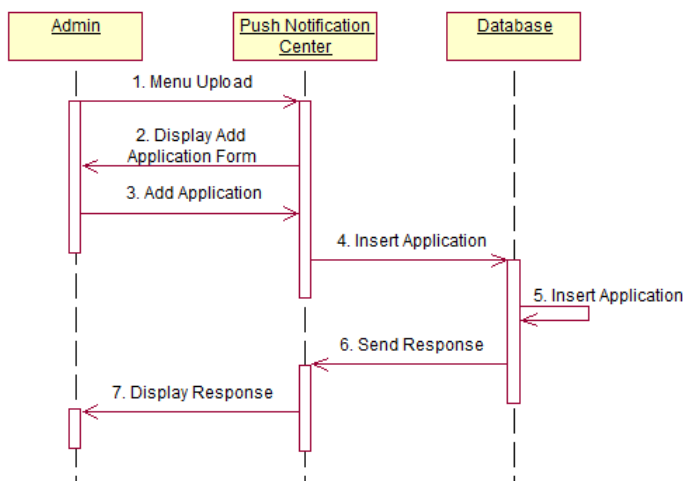 Admin
Push Notification
Center
Database
1. Menu Upload
2. Display Add
Application Form
3. Add Application
4. Insert Application
5. Insert Application
6. Send Response
7. Display Response